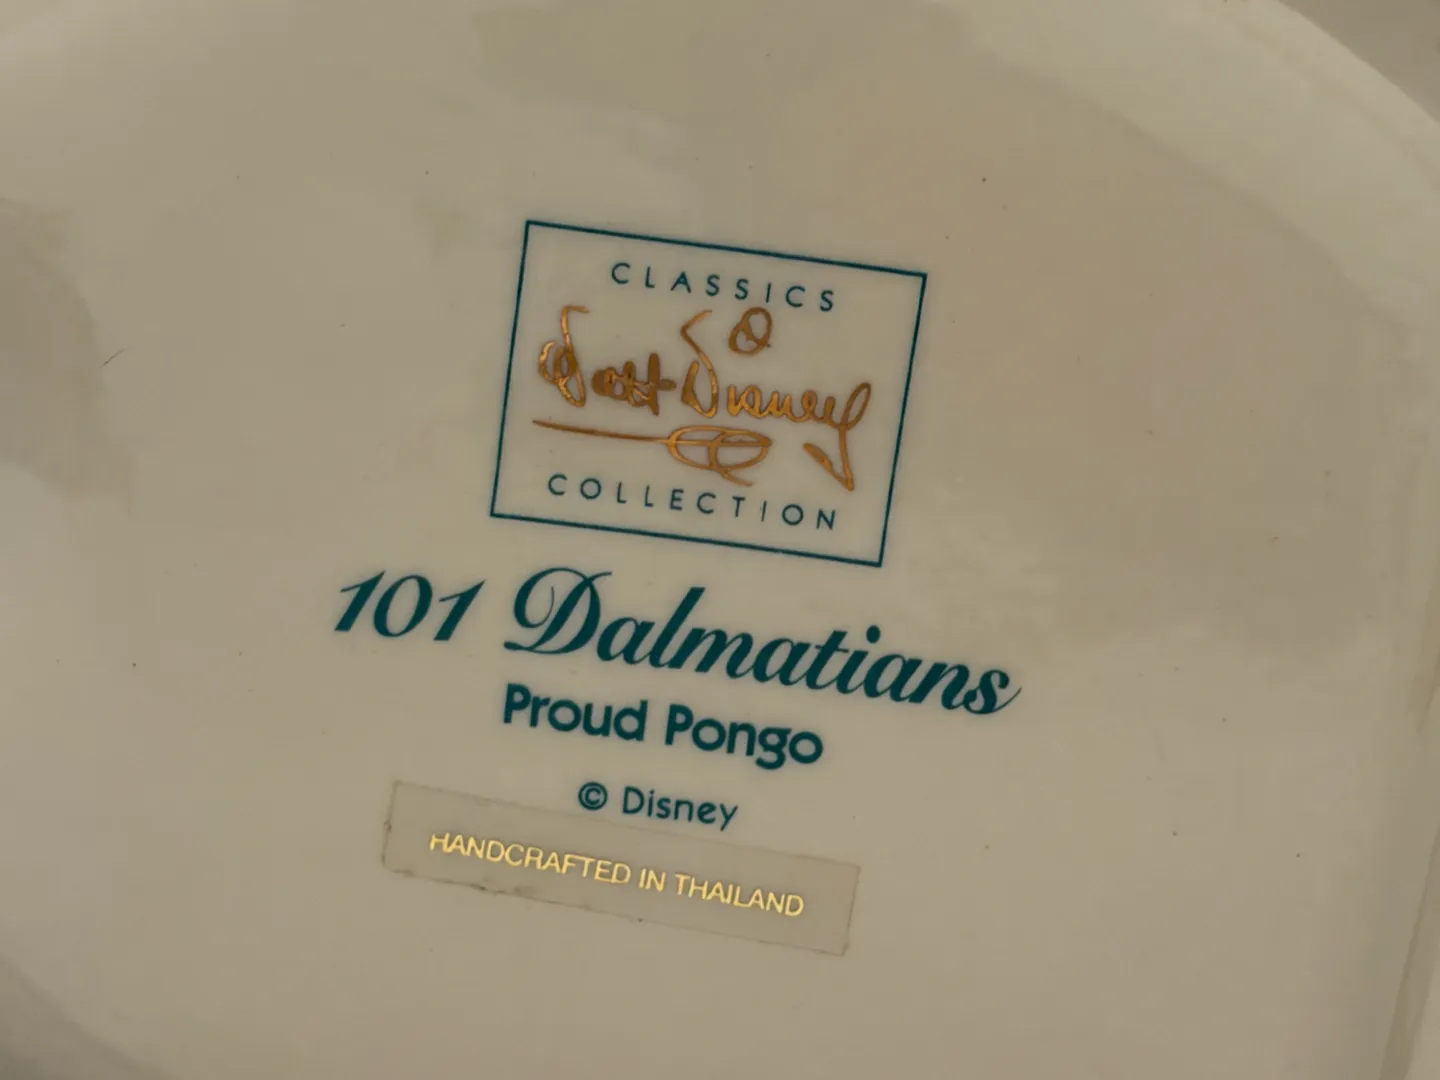 CLASSICS
Walt Disney
COLLECTION
101 Dalmatians
Proud Pongo
© Disney
HANDCRAFTED IN THAILAND